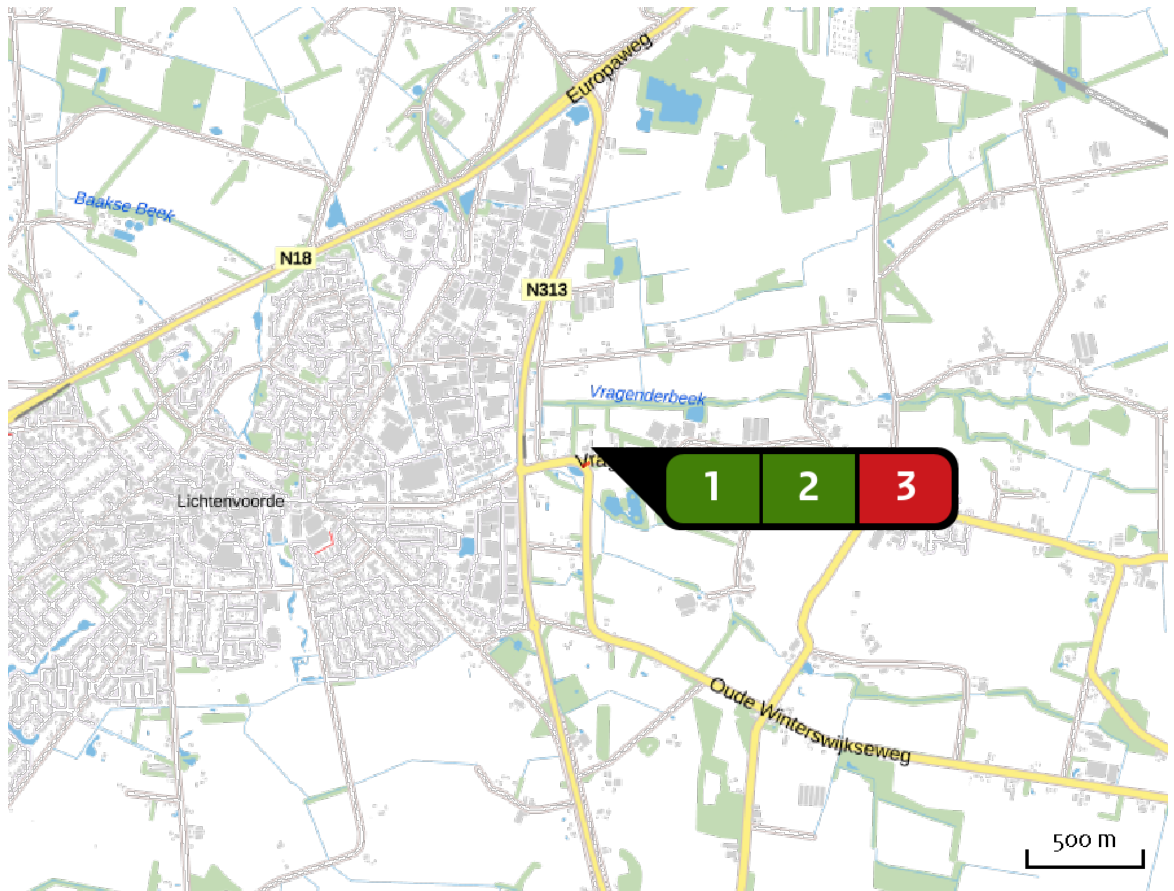 Europaweg
Baakse Beek
N18
N313
Vragenderbeek
1 2 3
Lichtenvoorde
Oude Winterswijkseweg
500 m